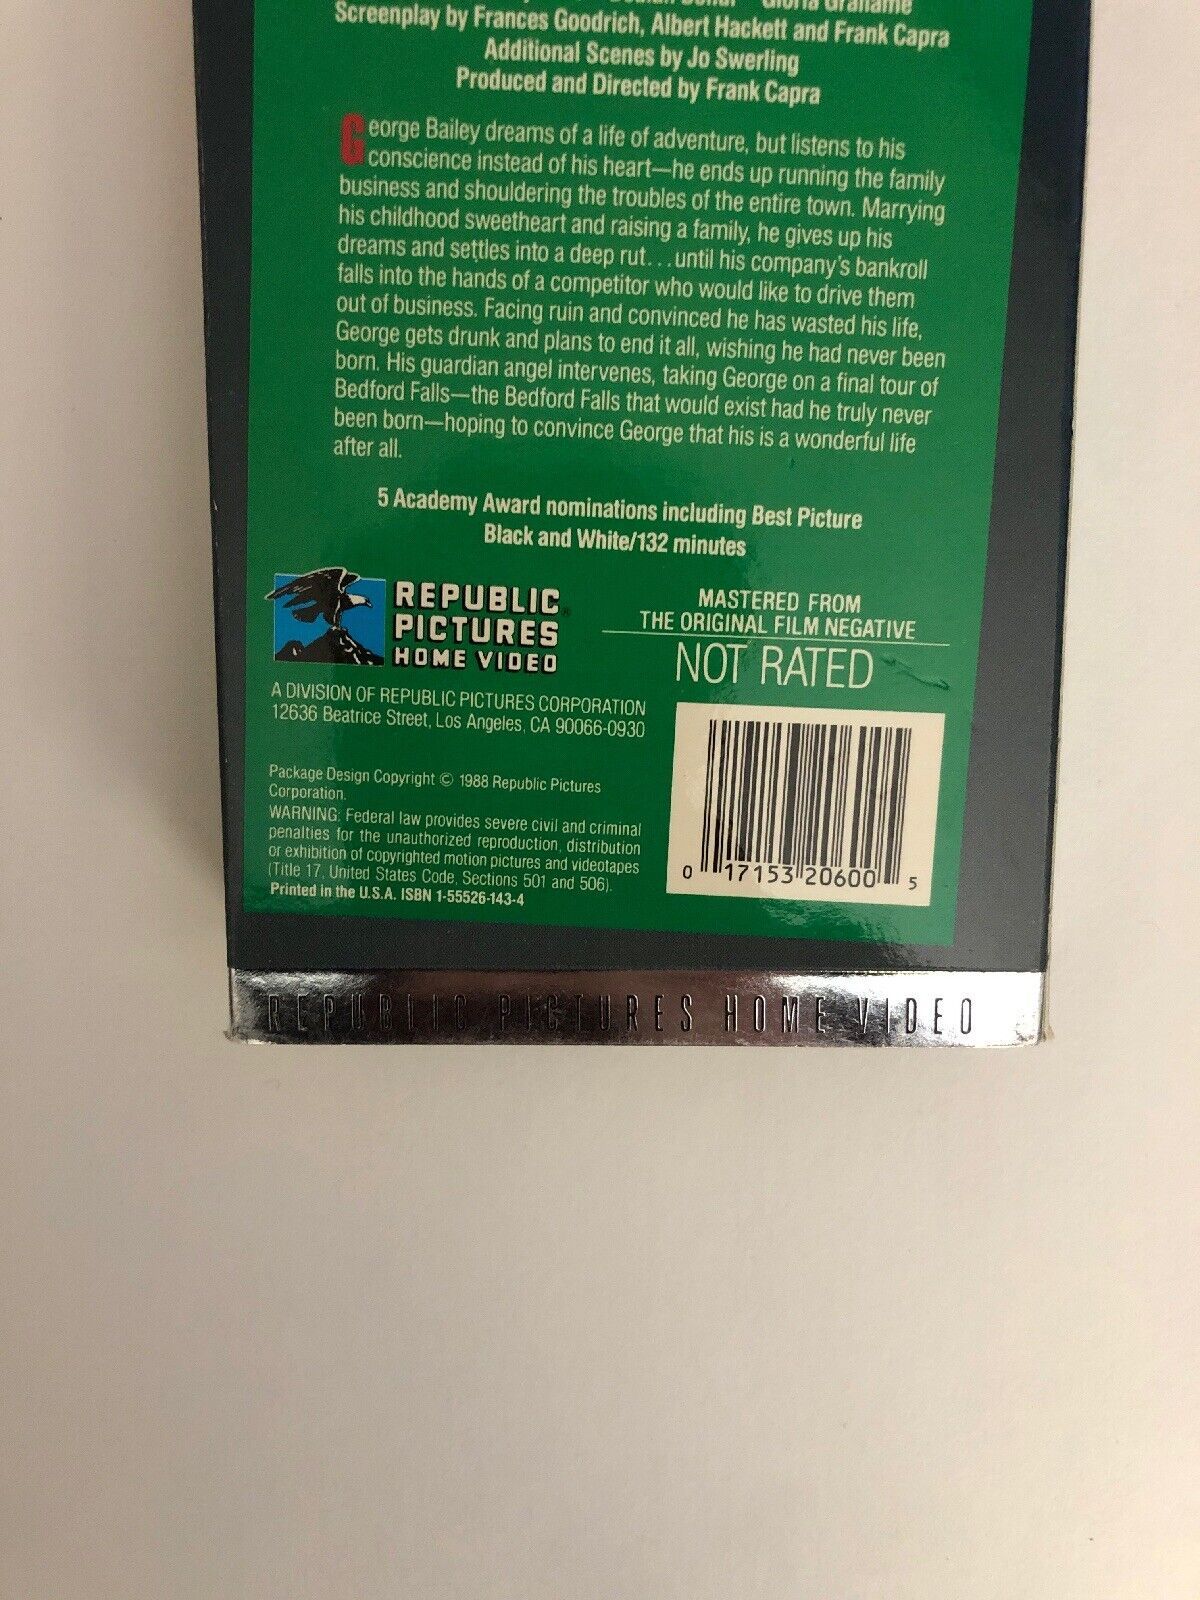 Gloria Grahame
Screenplay by Frances Goodrich, Albert Hackett and Frank Capra
Additional Scenes by Jo Swerling
Produced and Directed by Frank Capra
George Bailey dreams of a life of adventure, but listens to his
conscience instead of his heart—he ends up running the family
business and shouldering the troubles of the entire town. Marrying
his childhood sweetheart and raising a family, he gives up his
dreams and settles into a deep rut...until his company's bankroll
falls into the hands of a competitor who would like to drive them
out of business. Facing ruin and convinced he has wasted his life,
George gets drunk and plans to end it all, wishing he had never been
born. His guardian angel intervenes, taking George on a final tour of
Bedford Falls—the Bedford Falls that would exist had he truly never
been born—hoping to convince George that his is a wonderful life
after all.
5 Academy Award nominations including Best Picture
Black and White/132 minutes
REPUBLIC
PICTURES®
HOME VIDEO
A DIVISION OF REPUBLIC PICTURES CORPORATION
12636 Beatrice Street, Los Angeles, CA 90066-0930
MASTERED FROM
THE ORIGINAL FILM NEGATIVE
NOT RATED
Package Design Copyright © 1988 Republic Pictures
Corporation.
WARNING: Federal law provides severe civil and criminal
penalties for the unauthorized reproduction, distribution
or exhibition of copyrighted motion pictures and videotapes
(Title 17, United States Code, Sections 501 and 506).
Printed in the U.S.A. ISBN 1-55526-143-4
0 17153 20600 5
REPUBLIC PICTURES HOME VIDEO